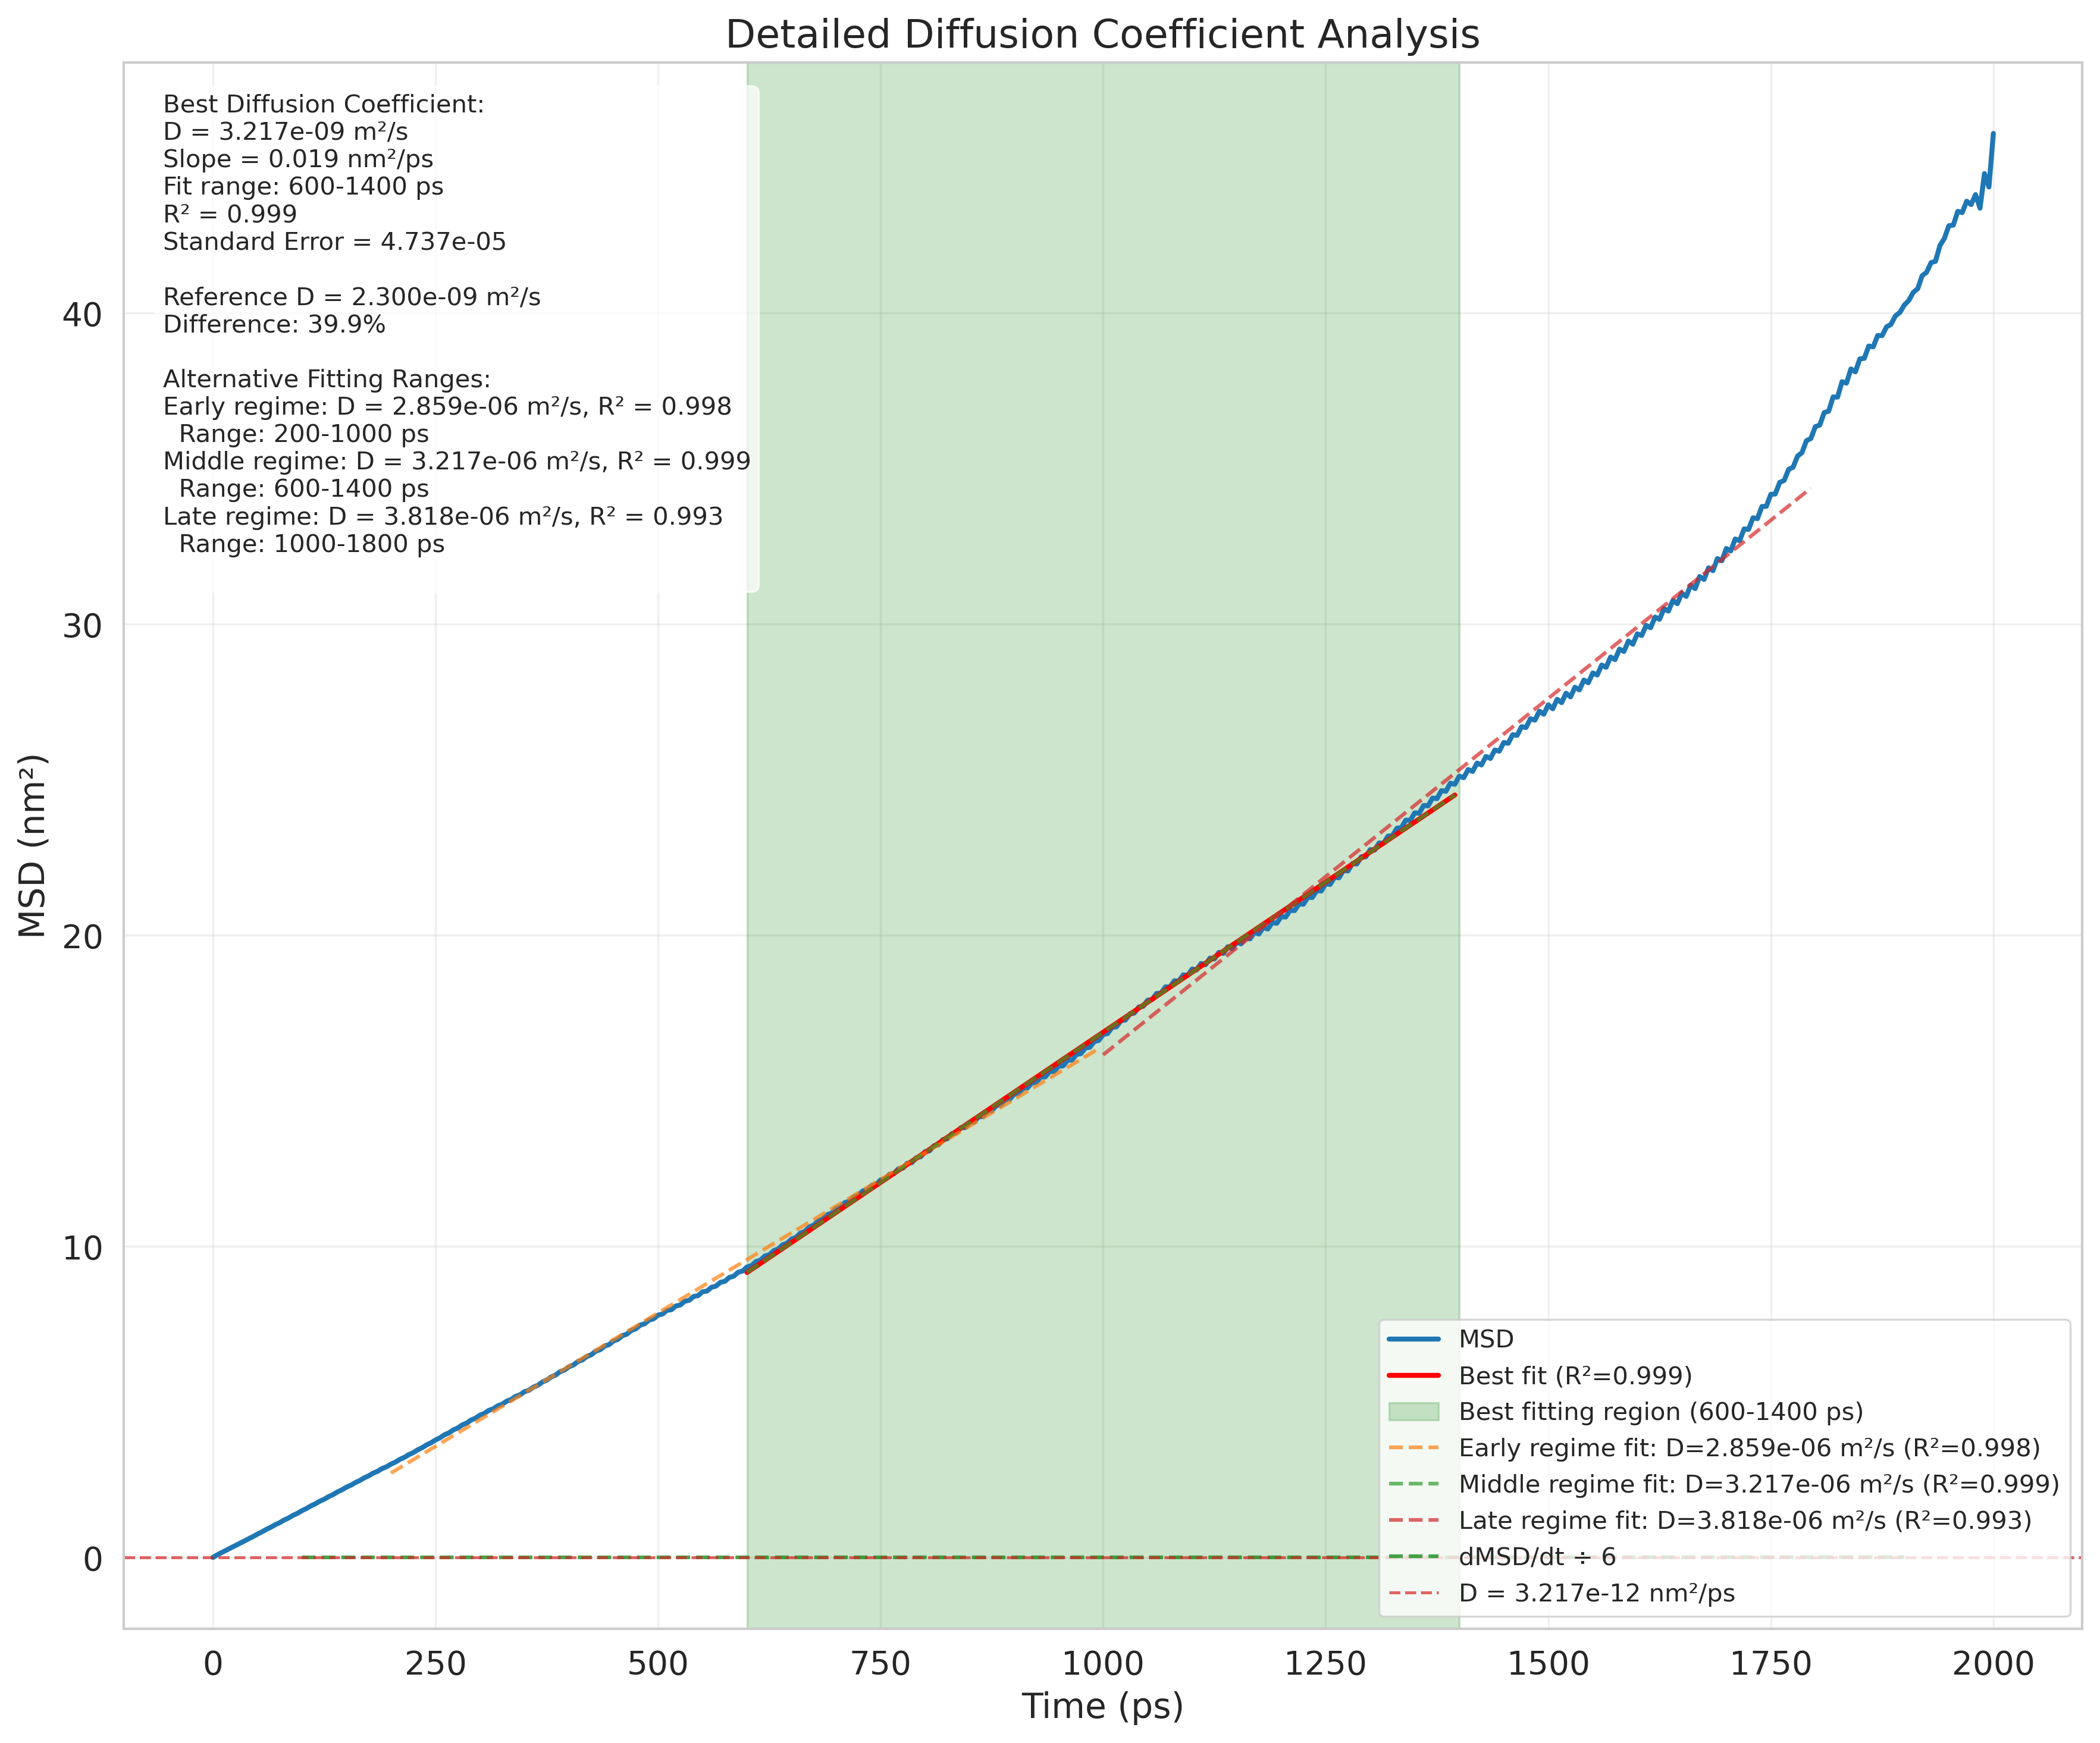 Detailed Diffusion Coefficient Analysis
Best Diffusion Coefficient:
D = 3.217e-09 m²/s
Slope = 0.019 nm²/ps
Fit range: 600-1400 ps
R² = 0.999
Standard Error = 4.737e-05
Reference D = 2.300e-09 m²/s
Difference: 39.9%
Alternative Fitting Ranges:
Early regime: D = 2.859e-06 m²/s, R² = 0.998
Range: 200-1000 ps
Middle regime: D = 3.217e-06 m²/s, R² = 0.999
Range: 600-1400 ps
Late regime: D = 3.818e-06 m²/s, R² = 0.993
Range: 1000-1800 ps
MSD (nm²)
40
30
20
10
0
MSD
Best fit (R²=0.999)
Best fitting region (600-1400 ps)
Early regime fit: D=2.859e-06 m²/s (R²=0.998)
Middle regime fit: D=3.217e-06 m²/s (R²=0.999)
Late regime fit: D=3.818e-06 m²/s (R²=0.993)
dMSD/dt ÷ 6
D = 3.217e-12 nm²/ps
0 250 500 750 1000 1250 1500 1750 2000
Time (ps)